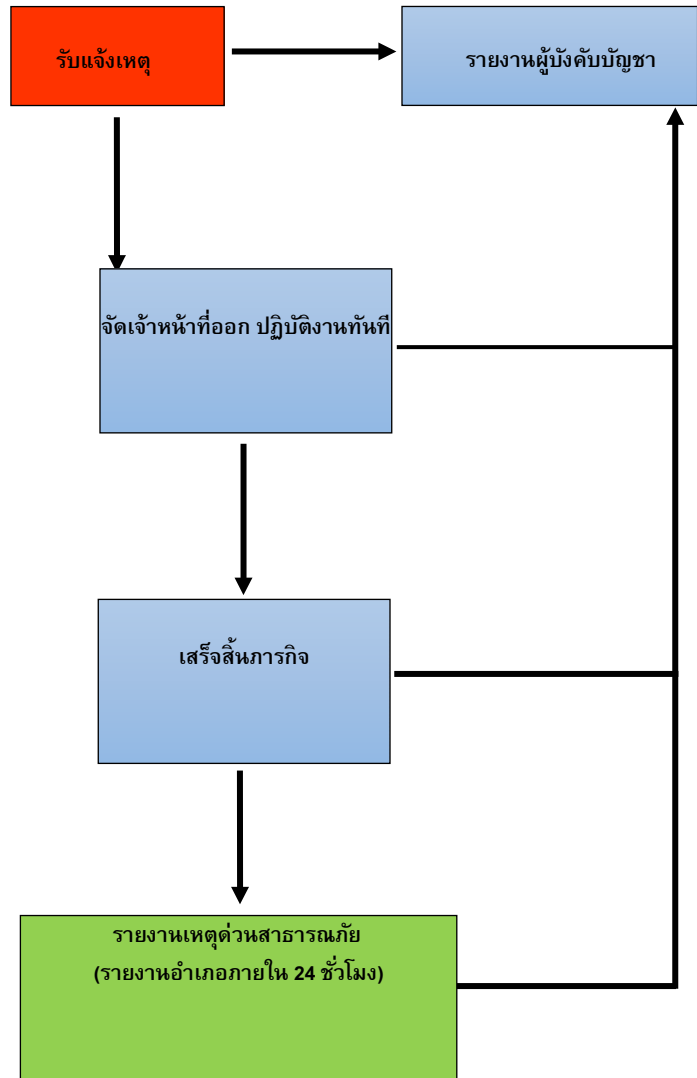 รับแจ้งเหตุ
รายงานผู้บังคับบัญชา
จัดเจ้าหน้าที่ออก ปฏิบัติงานทันที
เสร็จสิ้นภารกิจ
รายงานเหตุด่วนสาธารณภัย
(รายงานอำเภอภายใน 24 ชั่วโมง)